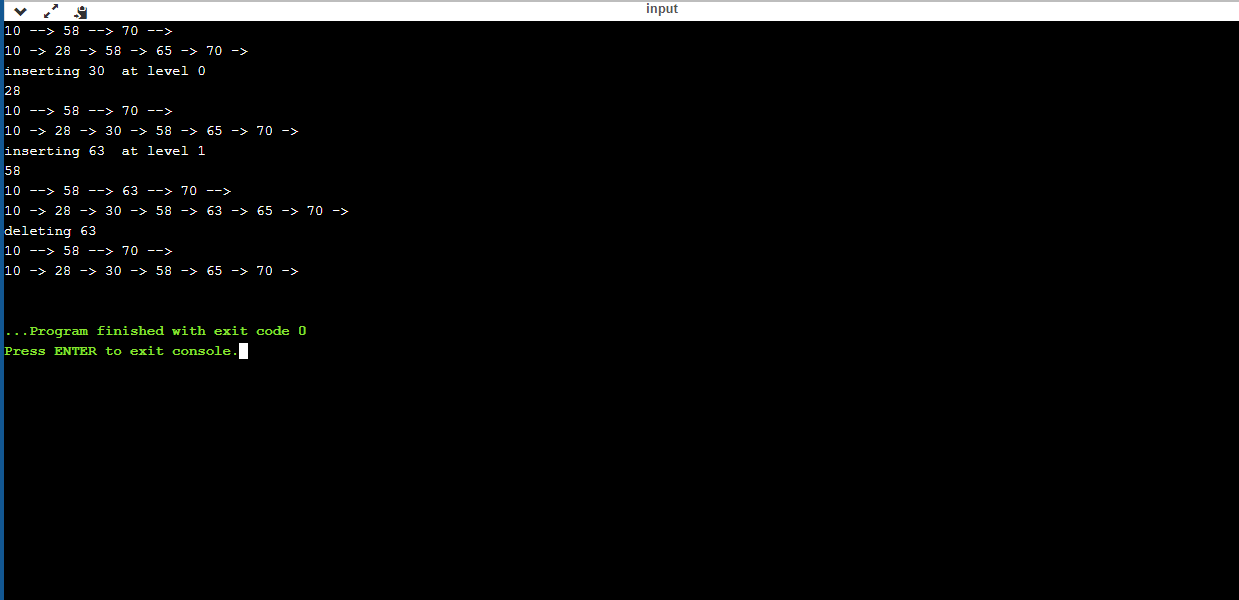 input
10 --> 58 --> 70 -->
10 -> 28 -> 58 -> 65 -> 70 ->
inserting 30  at level 0
28
10 --> 58 --> 70 -->
10 -> 28 -> 30 -> 58 -> 65 -> 70 ->
inserting 63  at level 1
58
10 --> 58 --> 63 --> 70 -->
10 -> 28 -> 30 -> 58 -> 63 -> 65 -> 70 ->
deleting 63
10 --> 58 --> 70 -->
10 -> 28 -> 30 -> 58 -> 65 -> 70 ->
...Program finished with exit code 0
Press ENTER to exit console.